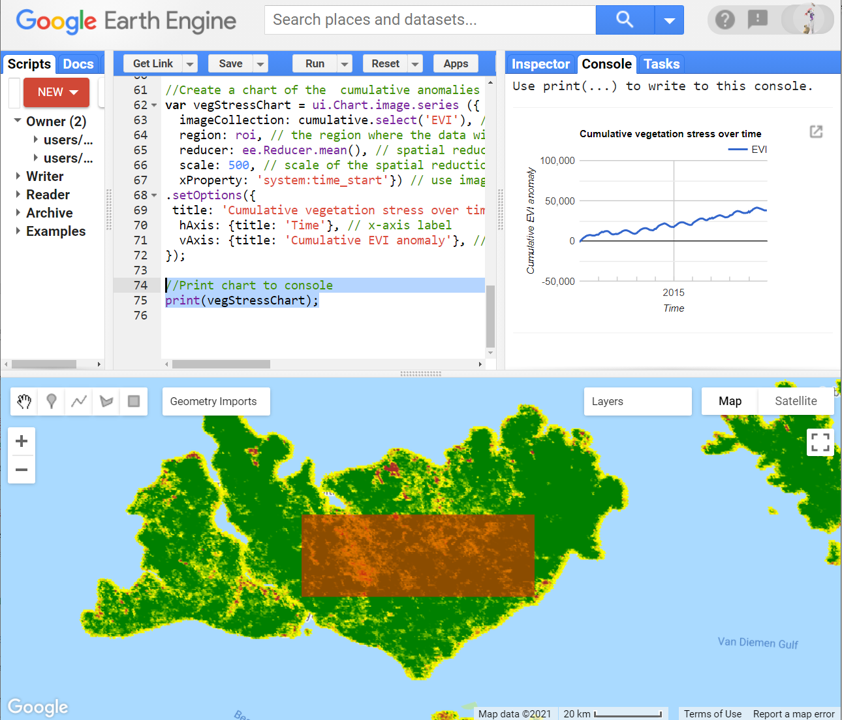 Google Earth Engine
Search places and datasets...
Scripts Docs
NEW
Owner (2)
users/...
users/...
Writer
Reader
Archive
Examples
Get Link Save Run Reset Apps
61 //Create a chart of the cumulative anomalies
62 var vegStressChart = ui.Chart.image.series ({
63 imageCollection: cumulative.select('EVI'), /
64 region: roi, // the region where the data wi
65 reducer: ee.Reducer.mean(), // spatial reduc
66 scale: 500, // scale of the spatial reductio
67 xProperty: 'system:time_start'}) // use imag
68 .setOptions({
69 title: 'Cumulative vegetation stress over tim
70 hAxis: {title: 'Time'}, // x-axis label
71 vAxis: {title: 'Cumulative EVI anomaly'}, //
72 });
73
74 //Print chart to console
75 print(vegStressChart);
76
Inspector Console Tasks
Use print(...) to write to this console.
Cumulative vegetation stress over time
EVI
100,000
50,000
0
-50,000
Cumulative EVI anomaly
2015
Time
Geometry Imports
Layers
Map Satellite
+
−
Van Diemen Gulf
Google
Map data ©2021 20 km Terms of Use Report a map error